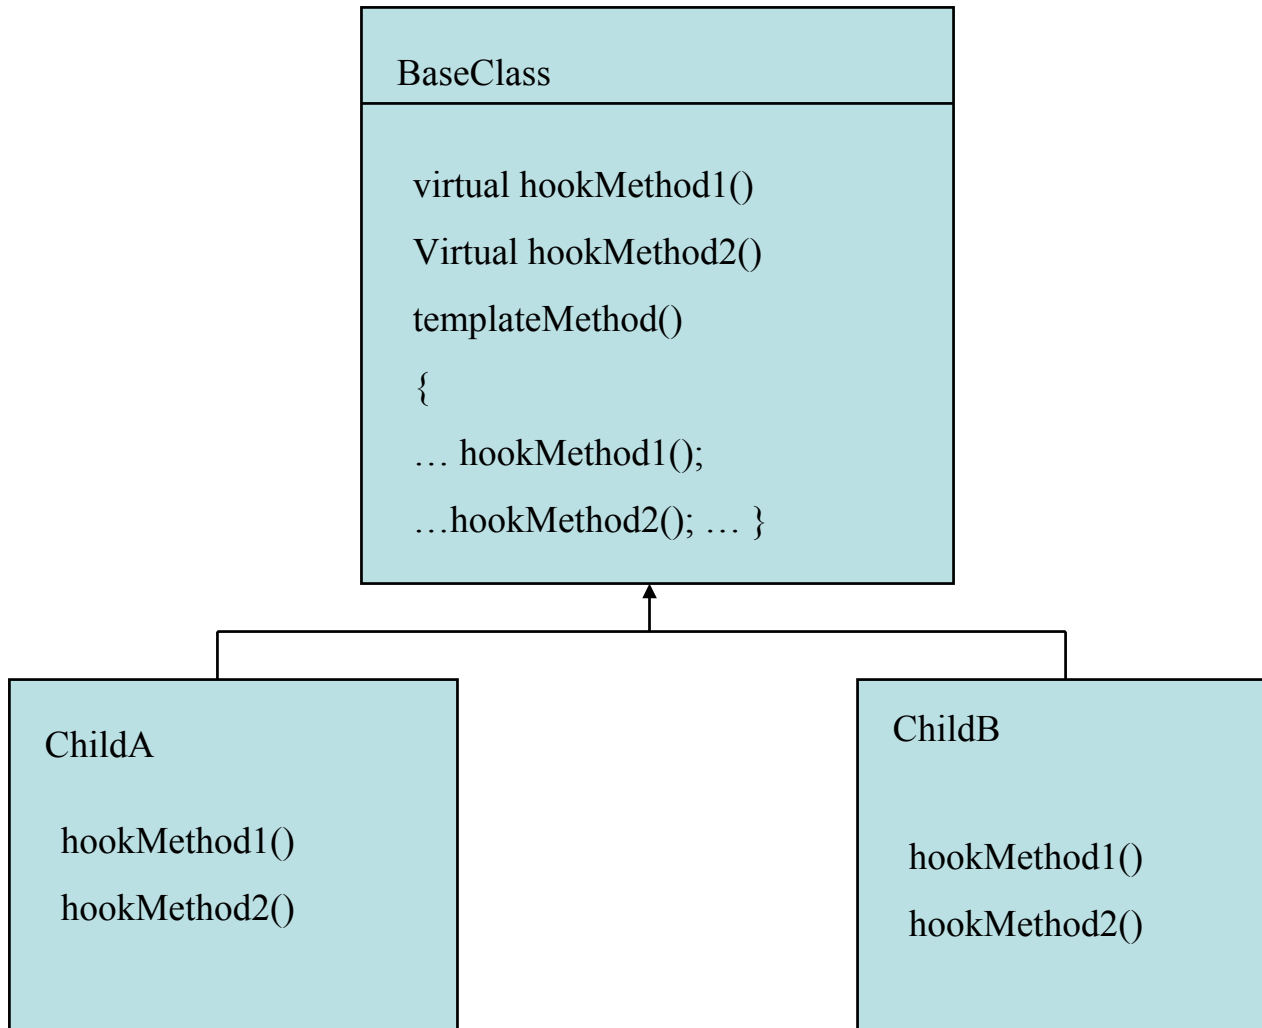 BaseClass
virtual hookMethod1()
Virtual hookMethod2()
templateMethod()
{
… hookMethod1();
…hookMethod2(); … }
ChildA
hookMethod1()
hookMethod2()
ChildB
hookMethod1()
hookMethod2()